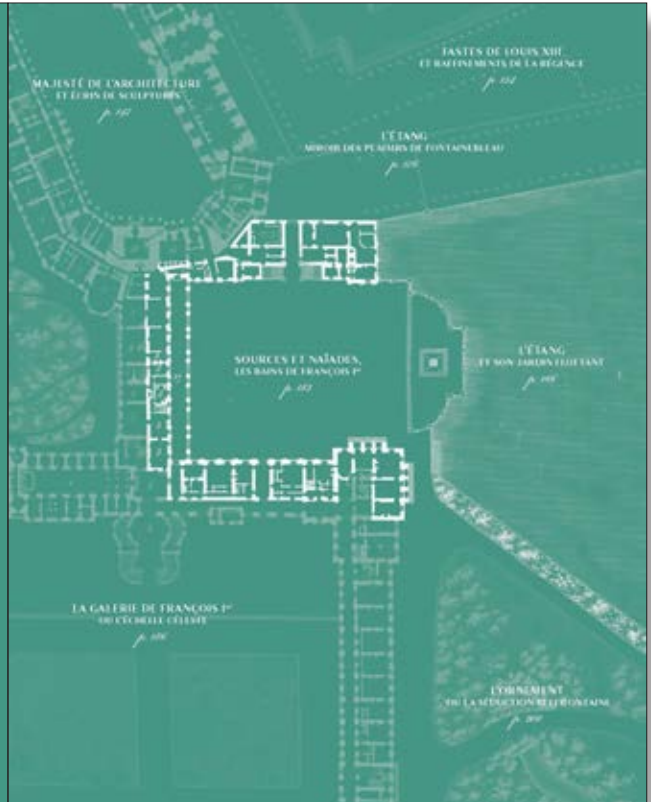 FASTES DE LOUIS XIII
ET RAFFINEMENTS DE LA RÉGENCE
MAJESTÉ DE L'ARCHITECTURE
ET ÉCRIN DE SCULPTURES
L'ÉTANG
MIROIR DES PLAISIRS DE FONTAINEBLEAU
SOURCES ET NAÏADES,
LES BAINS DE FRANÇOIS Iᵉʳ
L'ÉTANG
ET SON JARDIN FLOTTANT
LA GALERIE DE FRANÇOIS Iᵉʳ
OU L'ÉCHELLE CÉLESTE
L'ORNEMENT
OU LA SÉDUCTION BELLIFONTAINE